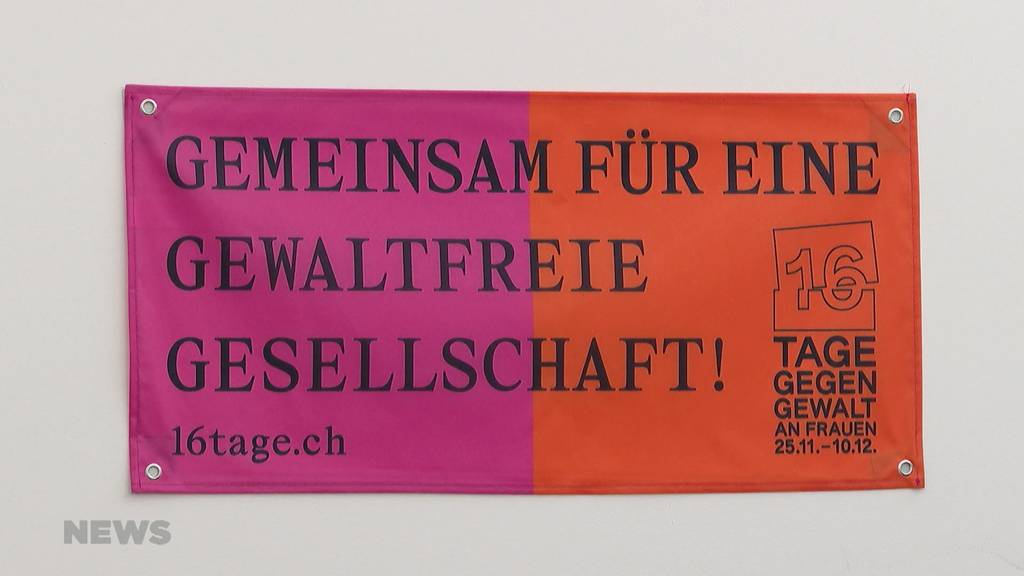 GEMEINSAM FÜR EINE
GEWALTFREIE
GESELLSCHAFT!
16tage.ch
16
TAGE
GEGEN
GEWALT
AN FRAUEN
25.11.–10.12.
NEWS